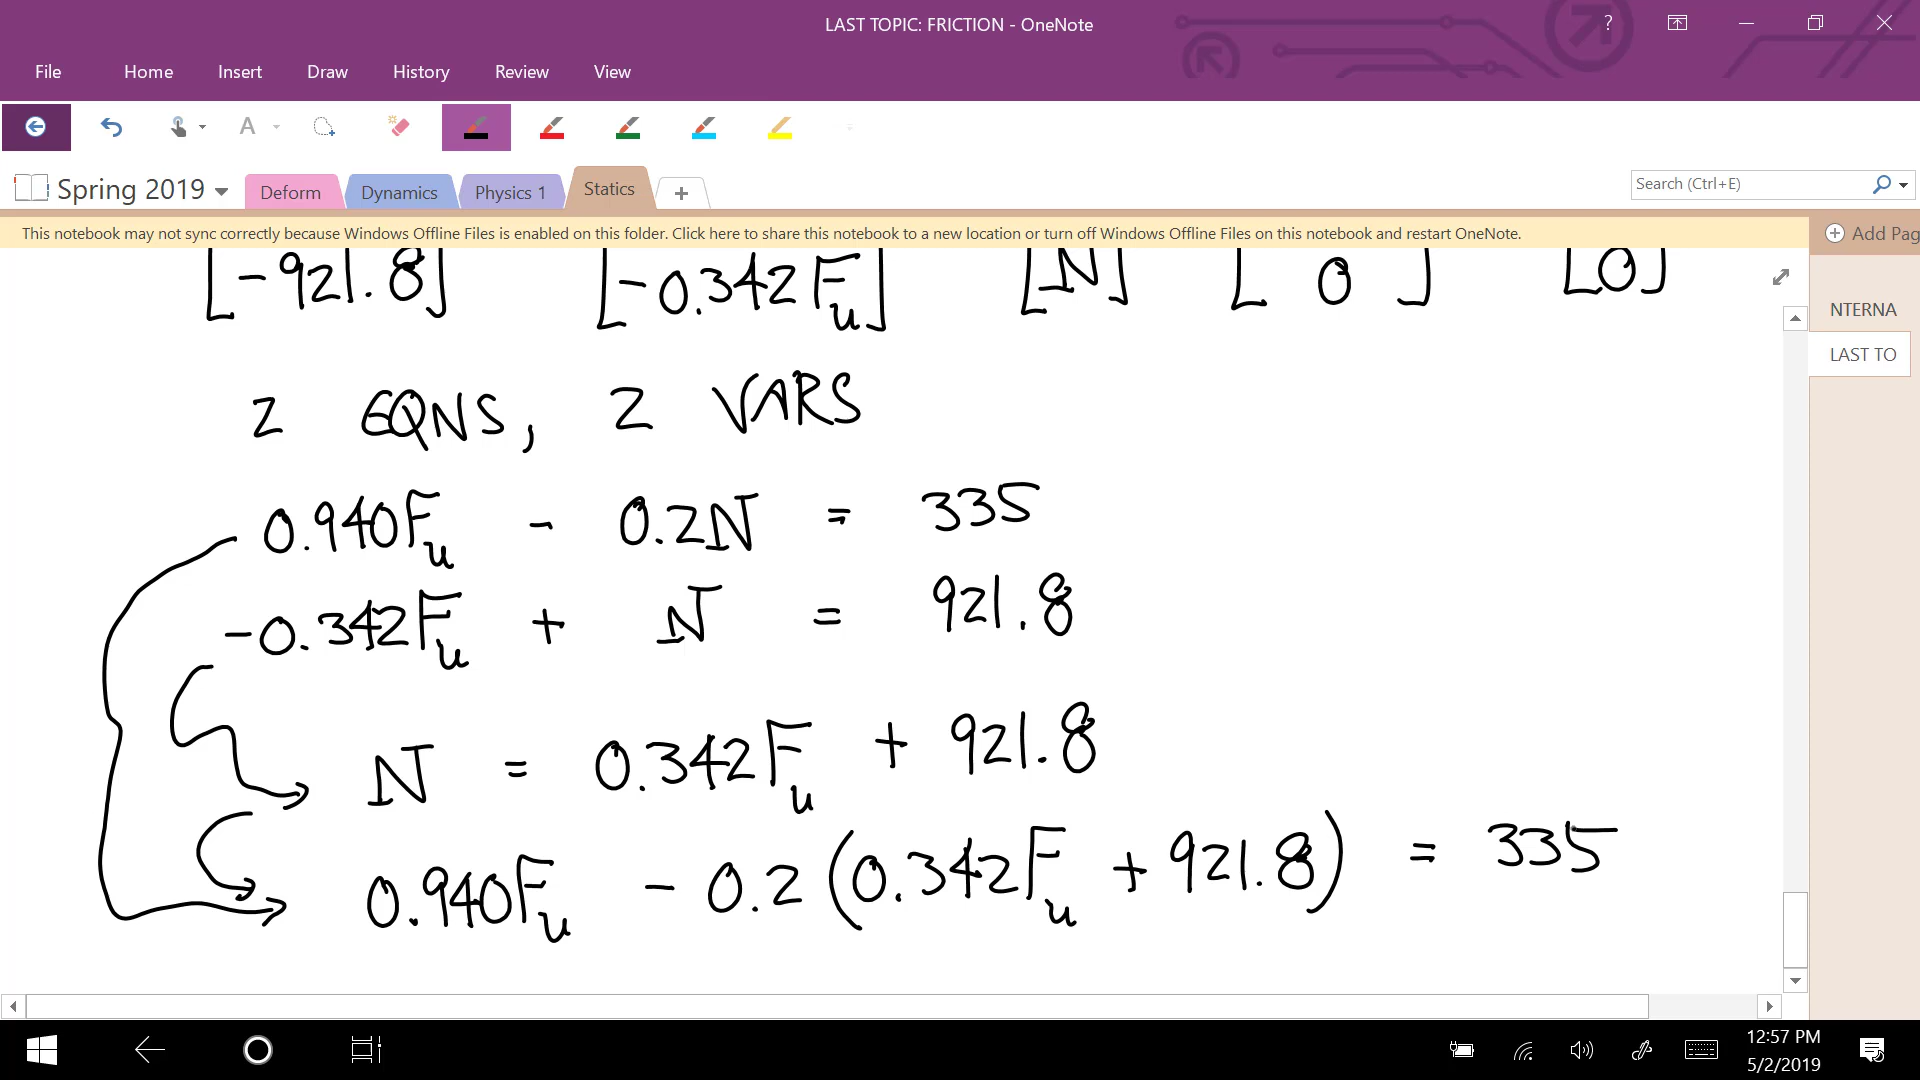 LAST TOPIC: FRICTION - OneNote
?
File Home Insert Draw History Review View
A
Spring 2019 Deform Dynamics Physics 1 Statics +
Search (Ctrl+E)
This notebook may not sync correctly because Windows Offline Files is enabled on this folder. Click here to share this notebook to a new location or turn off Windows Offline Files on this notebook and restart OneNote.
Add Pag
NTERNA
LAST TO
[-921.8] [-0.342Fu] [N] [0] [0]
2 EQNS, 2 VARS
0.940Fu - 0.2N = 335
-0.342Fu + N = 921.8
N = 0.342Fu + 921.8
0.940Fu - 0.2(0.342Fu + 921.8) = 335
12:57 PM
5/2/2019